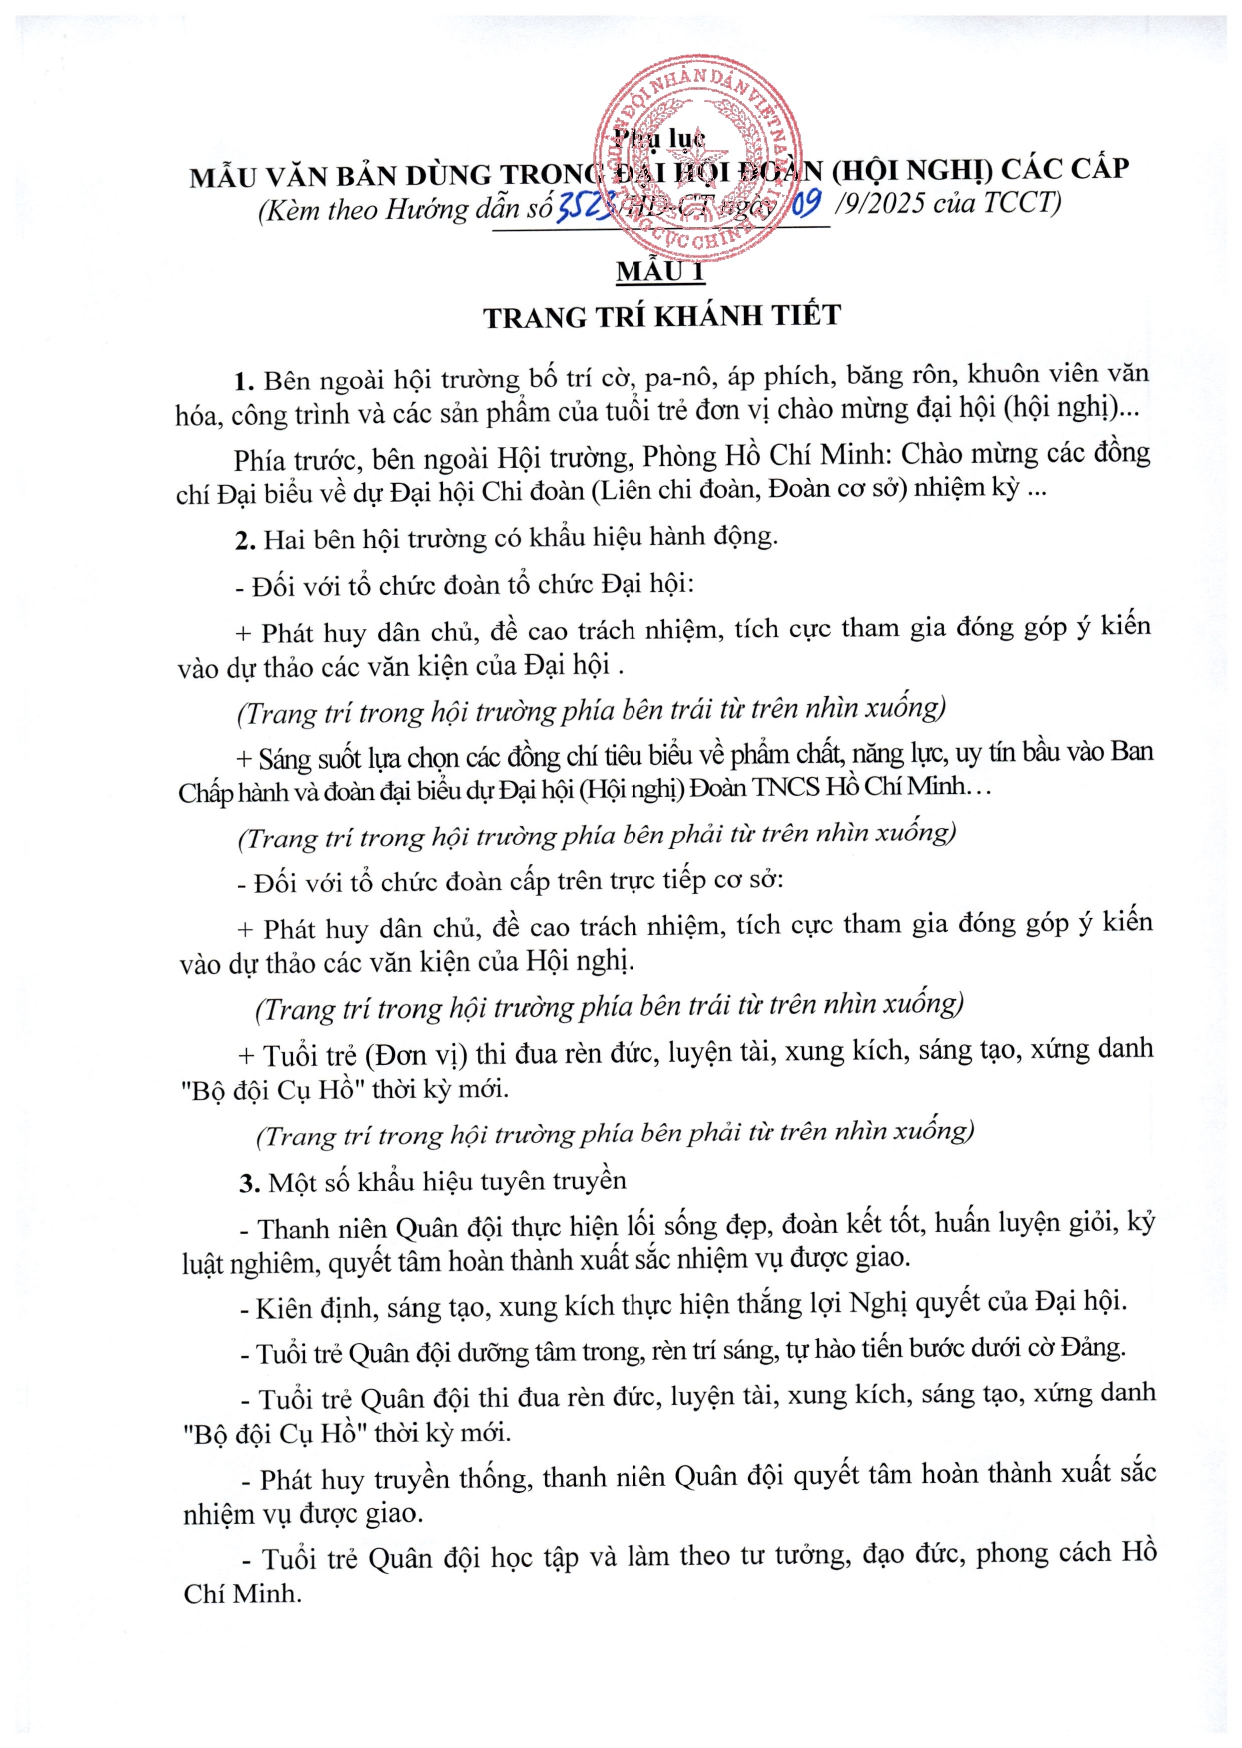 QUÂN ĐỘI NHÂN DÂN VIỆT NAM
TỔNG CỤC CHÍNH TRỊ
Phụ lục
MẪU VĂN BẢN DÙNG TRONG ĐẠI HỘI ĐOÀN (HỘI NGHỊ) CÁC CẤP
(Kèm theo Hướng dẫn số 3523/HD-CT ngày 09 /9/2025 của TCCT)
MẪU 1
TRANG TRÍ KHÁNH TIẾT
1. Bên ngoài hội trường bố trí cờ, pa-nô, áp phích, băng rôn, khuôn viên văn
hóa, công trình và các sản phẩm của tuổi trẻ đơn vị chào mừng đại hội (hội nghị)...
Phía trước, bên ngoài Hội trường, Phòng Hồ Chí Minh: Chào mừng các đồng
chí Đại biểu về dự Đại hội Chi đoàn (Liên chi đoàn, Đoàn cơ sở) nhiệm kỳ ...
2. Hai bên hội trường có khẩu hiệu hành động.
- Đối với tổ chức đoàn tổ chức Đại hội:
+ Phát huy dân chủ, đề cao trách nhiệm, tích cực tham gia đóng góp ý kiến
vào dự thảo các văn kiện của Đại hội .
(Trang trí trong hội trường phía bên trái từ trên nhìn xuống)
+ Sáng suốt lựa chọn các đồng chí tiêu biểu về phẩm chất, năng lực, uy tín bầu vào Ban
Chấp hành và đoàn đại biểu dự Đại hội (Hội nghị) Đoàn TNCS Hồ Chí Minh…
(Trang trí trong hội trường phía bên phải từ trên nhìn xuống)
- Đối với tổ chức đoàn cấp trên trực tiếp cơ sở:
+ Phát huy dân chủ, đề cao trách nhiệm, tích cực tham gia đóng góp ý kiến
vào dự thảo các văn kiện của Hội nghị.
(Trang trí trong hội trường phía bên trái từ trên nhìn xuống)
+ Tuổi trẻ (Đơn vị) thi đua rèn đức, luyện tài, xung kích, sáng tạo, xứng danh
"Bộ đội Cụ Hồ" thời kỳ mới.
(Trang trí trong hội trường phía bên phải từ trên nhìn xuống)
3. Một số khẩu hiệu tuyên truyền
- Thanh niên Quân đội thực hiện lối sống đẹp, đoàn kết tốt, huấn luyện giỏi, kỷ
luật nghiêm, quyết tâm hoàn thành xuất sắc nhiệm vụ được giao.
- Kiên định, sáng tạo, xung kích thực hiện thắng lợi Nghị quyết của Đại hội.
- Tuổi trẻ Quân đội dưỡng tâm trong, rèn trí sáng, tự hào tiến bước dưới cờ Đảng.
- Tuổi trẻ Quân đội thi đua rèn đức, luyện tài, xung kích, sáng tạo, xứng danh
"Bộ đội Cụ Hồ" thời kỳ mới.
- Phát huy truyền thống, thanh niên Quân đội quyết tâm hoàn thành xuất sắc
nhiệm vụ được giao.
- Tuổi trẻ Quân đội học tập và làm theo tư tưởng, đạo đức, phong cách Hồ
Chí Minh.